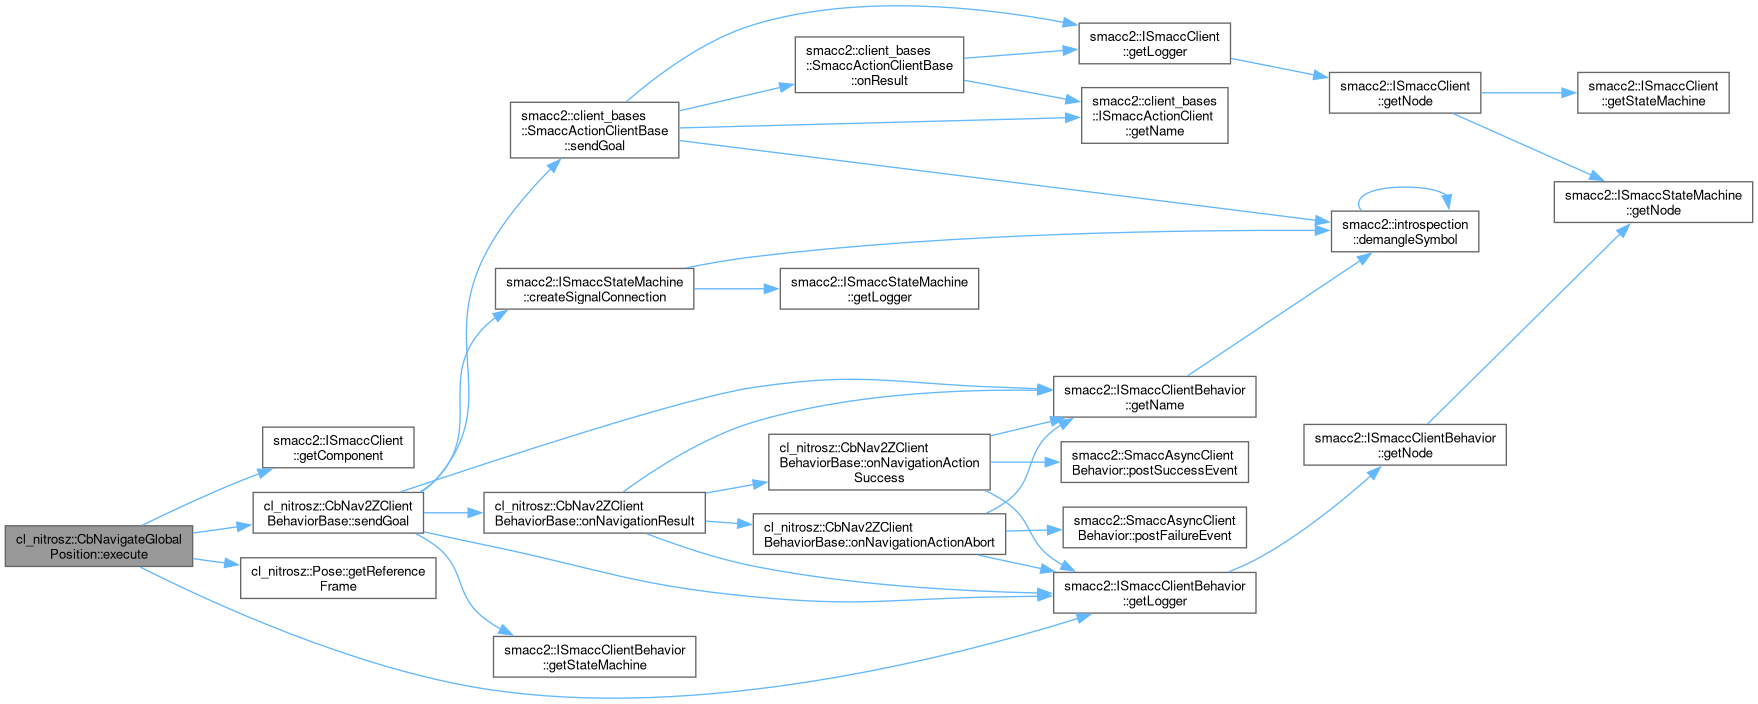 cl_nitrosz::CbNavigateGlobal
Position::execute
smacc2::ISmaccClient
::getComponent
cl_nitrosz::CbNav2ZClient
BehaviorBase::sendGoal
cl_nitrosz::Pose::getReference
Frame
smacc2::client_bases
::SmaccActionClientBase
::sendGoal
smacc2::ISmaccStateMachine
::createSignalConnection
cl_nitrosz::CbNav2ZClient
BehaviorBase::onNavigationResult
smacc2::ISmaccClientBehavior
::getStateMachine
smacc2::client_bases
::SmaccActionClientBase
::onResult
smacc2::ISmaccStateMachine
::getLogger
cl_nitrosz::CbNav2ZClient
BehaviorBase::onNavigationAction
Success
cl_nitrosz::CbNav2ZClient
BehaviorBase::onNavigationActionAbort
smacc2::ISmaccClient
::getLogger
smacc2::client_bases
::ISmaccActionClient
::getName
smacc2::ISmaccClientBehavior
::getName
smacc2::SmaccAsyncClient
Behavior::postSuccessEvent
smacc2::SmaccAsyncClient
Behavior::postFailureEvent
smacc2::ISmaccClientBehavior
::getLogger
smacc2::ISmaccClient
::getNode
smacc2::introspection
::demangleSymbol
smacc2::ISmaccClientBehavior
::getNode
smacc2::ISmaccClient
::getStateMachine
smacc2::ISmaccStateMachine
::getNode